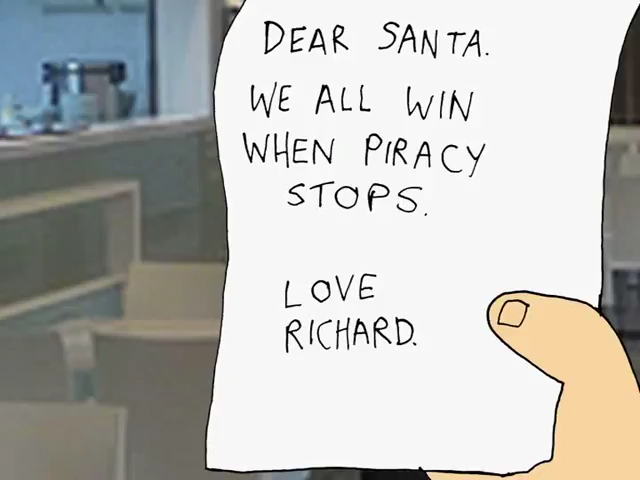 DEAR SANTA.
WE ALL WIN
WHEN PIRACY
STOPS.
LOVE
RICHARD.